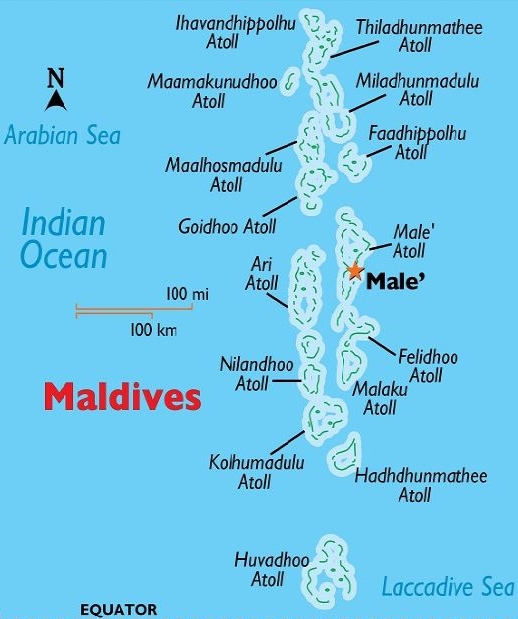 Ihavandhippolhu
Atoll
Thiladhunmathee
Atoll
N
Maamakunudhoo
Atoll
Miladhunmadulu
Atoll
Arabian Sea
Faadhippolhu
Atoll
Maalhosmadulu
Atoll
Goidhoo Atoll
Indian
Ocean
Male'
Atoll
Ari
Atoll
Male'
100 mi
100 km
Nilandhoo
Atoll
Felidhoo
Atoll
Malaku
Atoll
Maldives
Kolhumadulu
Atoll
Hadhdhunmathee
Atoll
Huvadhoo
Atoll
Laccadive Sea
EQUATOR